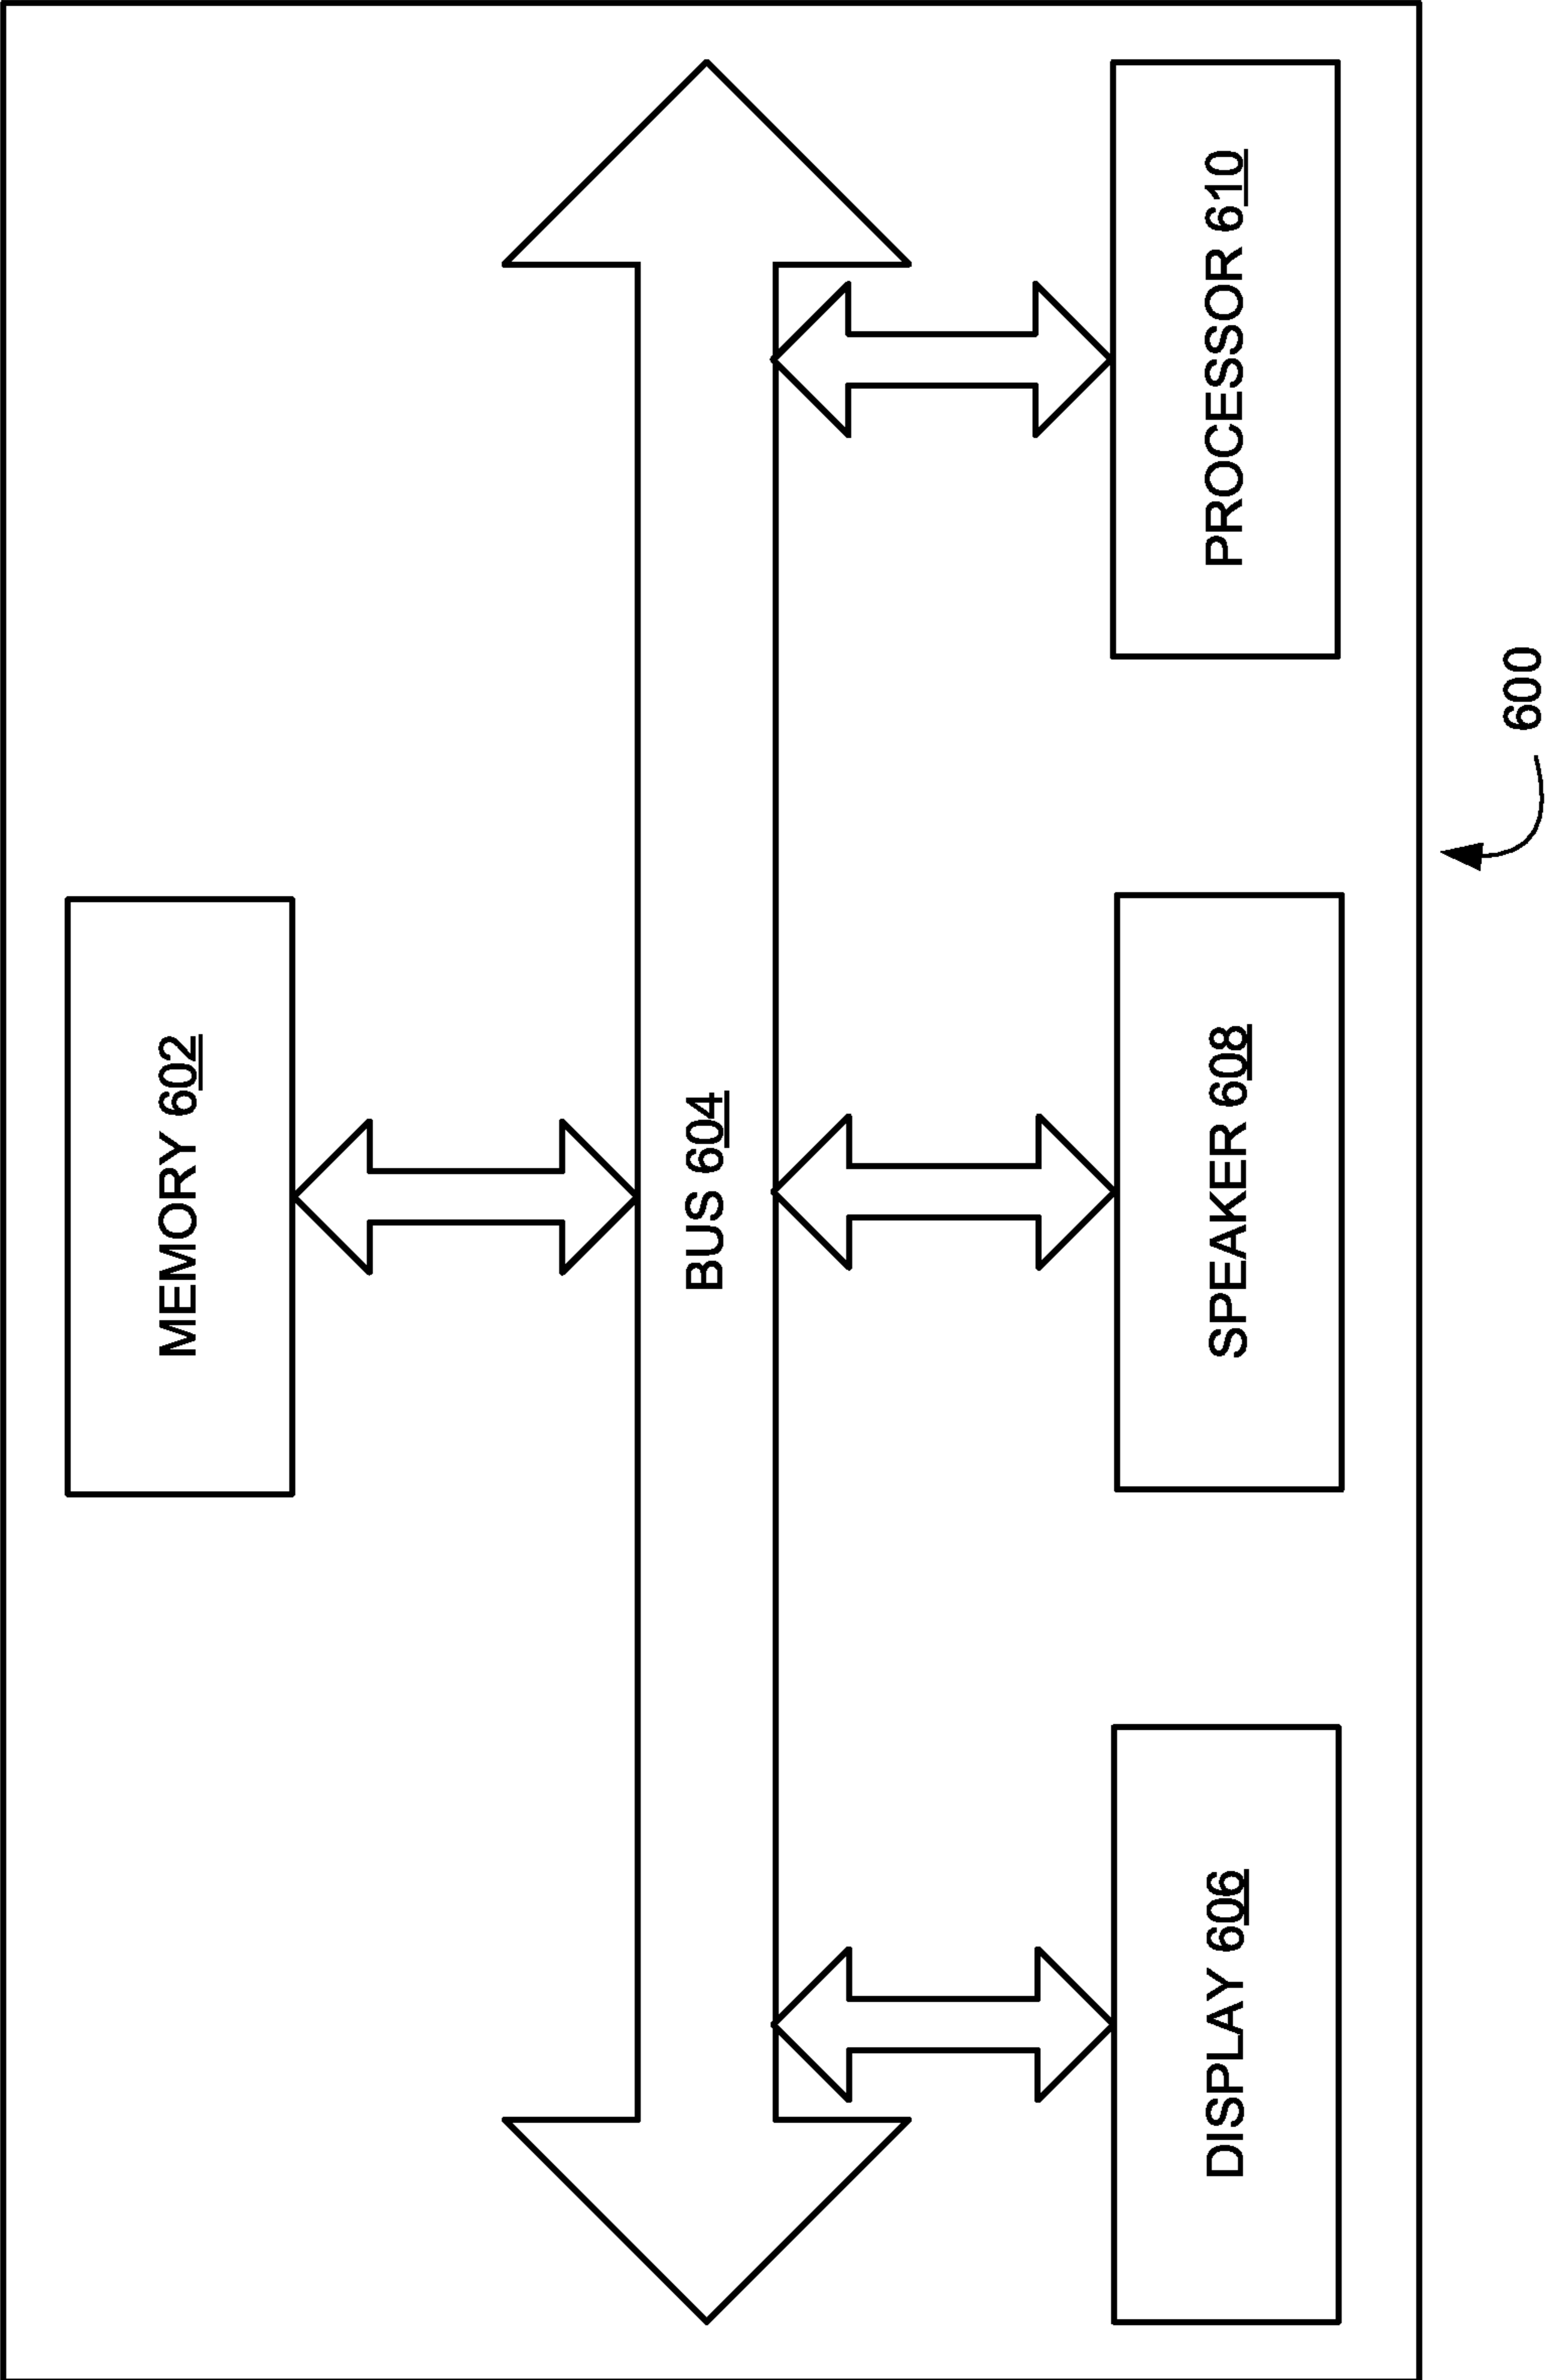 MEMORY 602
BUS 604
DISPLAY 606
SPEAKER 608
PROCESSOR 610
600